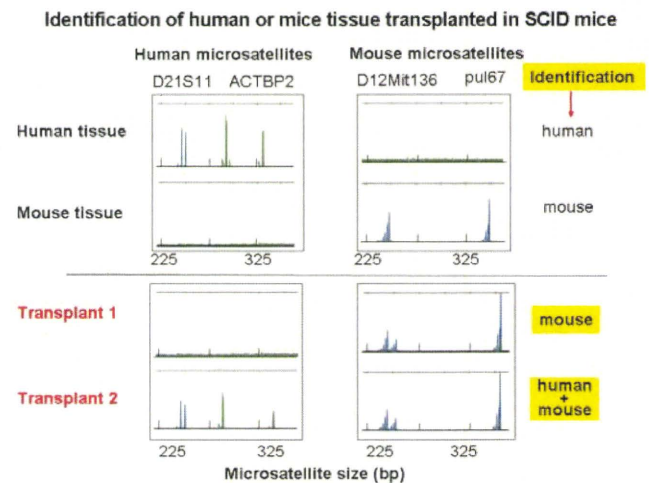 Identification of human or mice tissue transplanted in SCID mice
Human microsatellites Mouse microsatellites
D21S11 ACTBP2 D12Mit136 pul67 Identification
Human tissue human
Mouse tissue mouse
225 325 225 325
Transplant 1 mouse
Transplant 2 human
+
mouse
225 325 225 325
Microsatellite size (bp)